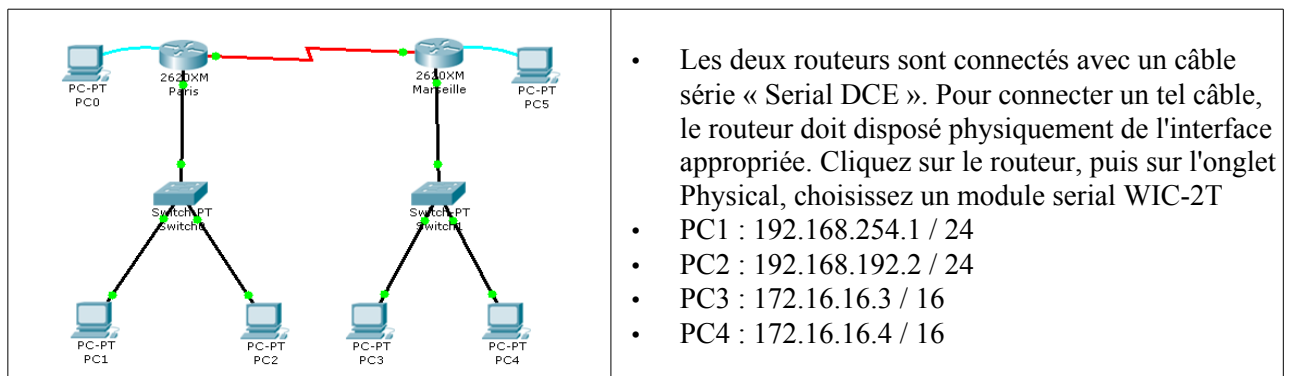 PC-PT
PC0
2620XM
Paris
2620XM
Marseille
PC-PT
PC5
Switch-PT
Switch0
Switch-PT
Switch1
PC-PT
PC1
PC-PT
PC2
PC-PT
PC3
PC-PT
PC4
• Les deux routeurs sont connectés avec un câble
série « Serial DCE ». Pour connecter un tel câble,
le routeur doit disposé physiquement de l'interface
appropriée. Cliquez sur le routeur, puis sur l'onglet
Physical, choisissez un module serial WIC-2T
• PC1 : 192.168.254.1 / 24
• PC2 : 192.168.192.2 / 24
• PC3 : 172.16.16.3 / 16
• PC4 : 172.16.16.4 / 16